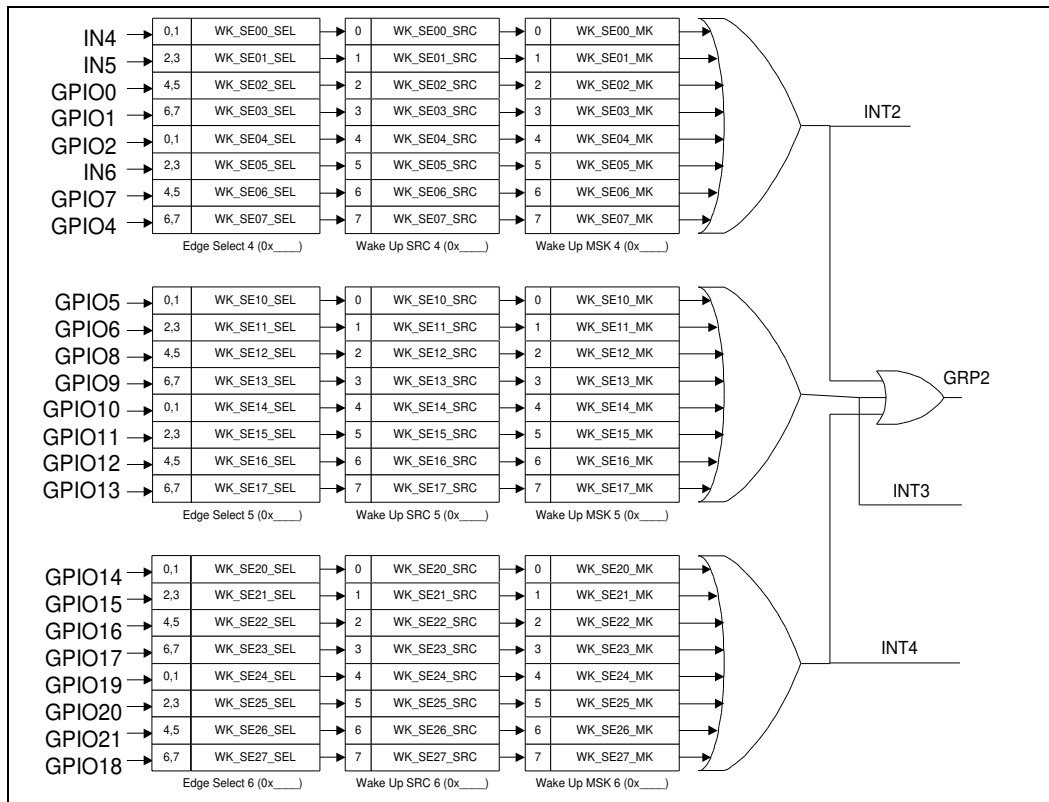 IN4 0,1 WK_SE00_SEL 0 WK_SE00_SRC 0 WK_SE00_MK
IN5 2,3 WK_SE01_SEL 1 WK_SE01_SRC 1 WK_SE01_MK
GPIO0 4,5 WK_SE02_SEL 2 WK_SE02_SRC 2 WK_SE02_MK
GPIO1 6,7 WK_SE03_SEL 3 WK_SE03_SRC 3 WK_SE03_MK
INT2
GPIO2 0,1 WK_SE04_SEL 4 WK_SE04_SRC 4 WK_SE04_MK
IN6 2,3 WK_SE05_SEL 5 WK_SE05_SRC 5 WK_SE05_MK
GPIO7 4,5 WK_SE06_SEL 6 WK_SE06_SRC 6 WK_SE06_MK
GPIO4 6,7 WK_SE07_SEL 7 WK_SE07_SRC 7 WK_SE07_MK
Edge Select 4 (0x____) Wake Up SRC 4 (0x____) Wake Up MSK 4 (0x____)
GPIO5 0,1 WK_SE10_SEL 0 WK_SE10_SRC 0 WK_SE10_MK
GPIO6 2,3 WK_SE11_SEL 1 WK_SE11_SRC 1 WK_SE11_MK
GPIO8 4,5 WK_SE12_SEL 2 WK_SE12_SRC 2 WK_SE12_MK
GPIO9 6,7 WK_SE13_SEL 3 WK_SE13_SRC 3 WK_SE13_MK
GRP2
GPIO10 0,1 WK_SE14_SEL 4 WK_SE14_SRC 4 WK_SE14_MK
GPIO11 2,3 WK_SE15_SEL 5 WK_SE15_SRC 5 WK_SE15_MK
GPIO12 4,5 WK_SE16_SEL 6 WK_SE16_SRC 6 WK_SE16_MK
GPIO13 6,7 WK_SE17_SEL 7 WK_SE17_SRC 7 WK_SE17_MK
INT3
Edge Select 5 (0x____) Wake Up SRC 5 (0x____) Wake Up MSK 5 (0x____)
GPIO14 0,1 WK_SE20_SEL 0 WK_SE20_SRC 0 WK_SE20_MK
GPIO15 2,3 WK_SE21_SEL 1 WK_SE21_SRC 1 WK_SE21_MK
GPIO16 4,5 WK_SE22_SEL 2 WK_SE22_SRC 2 WK_SE22_MK
GPIO17 6,7 WK_SE23_SEL 3 WK_SE23_SRC 3 WK_SE23_MK
INT4
GPIO19 0,1 WK_SE24_SEL 4 WK_SE24_SRC 4 WK_SE24_MK
GPIO20 2,3 WK_SE25_SEL 5 WK_SE25_SRC 5 WK_SE25_MK
GPIO21 4,5 WK_SE26_SEL 6 WK_SE26_SRC 6 WK_SE26_MK
GPIO18 6,7 WK_SE27_SEL 7 WK_SE27_SRC 7 WK_SE27_MK
Edge Select 6 (0x____) Wake Up SRC 6 (0x____) Wake Up MSK 6 (0x____)